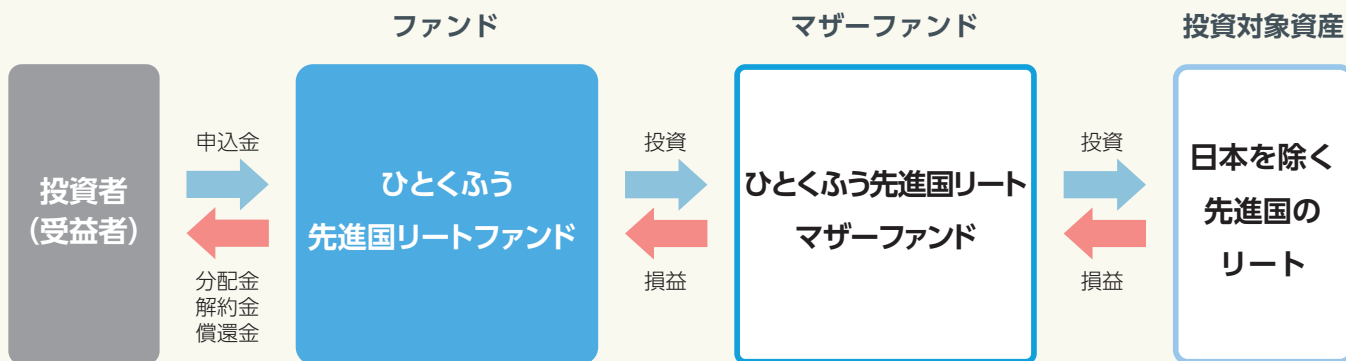 ファンド
マザーファンド
投資対象資産
投資者
（受益者）
申込金
分配金
解約金
償還金
ひとくふう
先進国リートファンド
投資
損益
ひとくふう先進国リート
マザーファンド
投資
損益
日本を除く
先進国の
リート